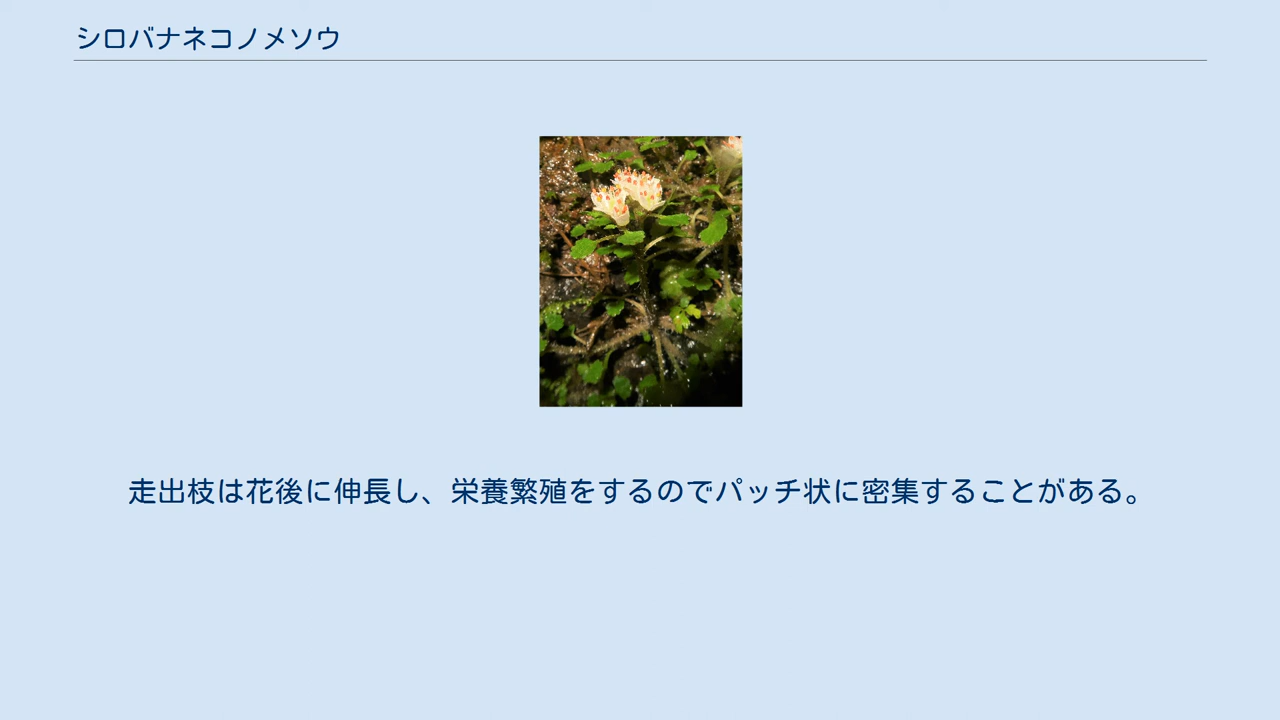 シロバナネコノメソウ
走出枝は花後に伸長し、栄養繁殖をするのでパッチ状に密集することがある。